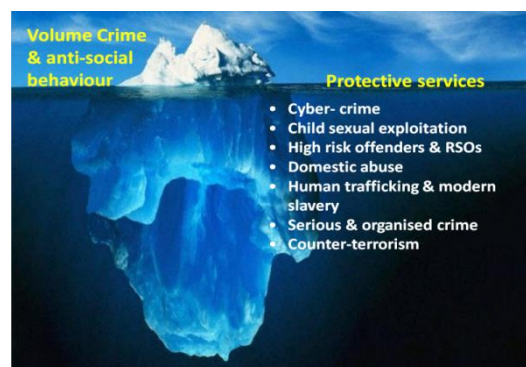 Volume Crime
& anti-social
behaviour
Protective services
• Cyber- crime
• Child sexual exploitation
• High risk offenders & RSOs
• Domestic abuse
• Human trafficking & modern
slavery
• Serious & organised crime
• Counter-terrorism